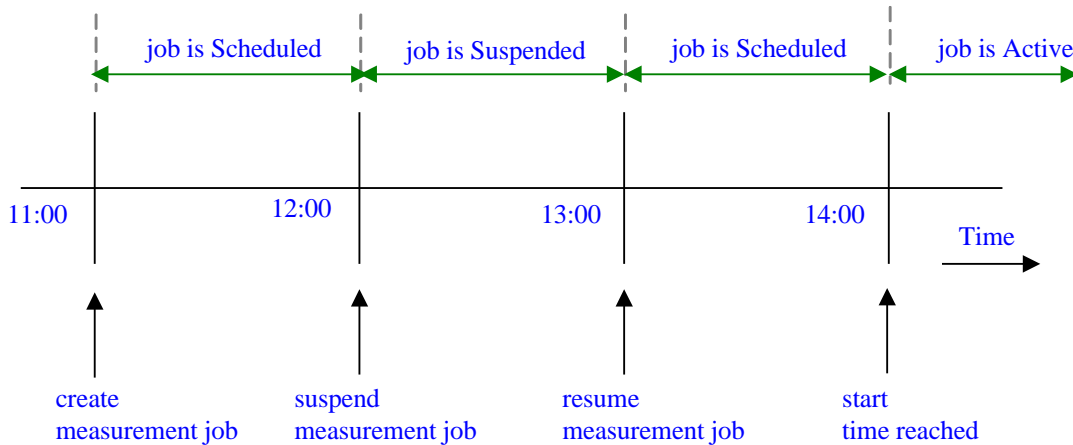 job is Scheduled
job is Suspended
job is Scheduled
job is Active
11:00
12:00
13:00
14:00
Time
create
measurement job
suspend
measurement job
resume
measurement job
start
time reached